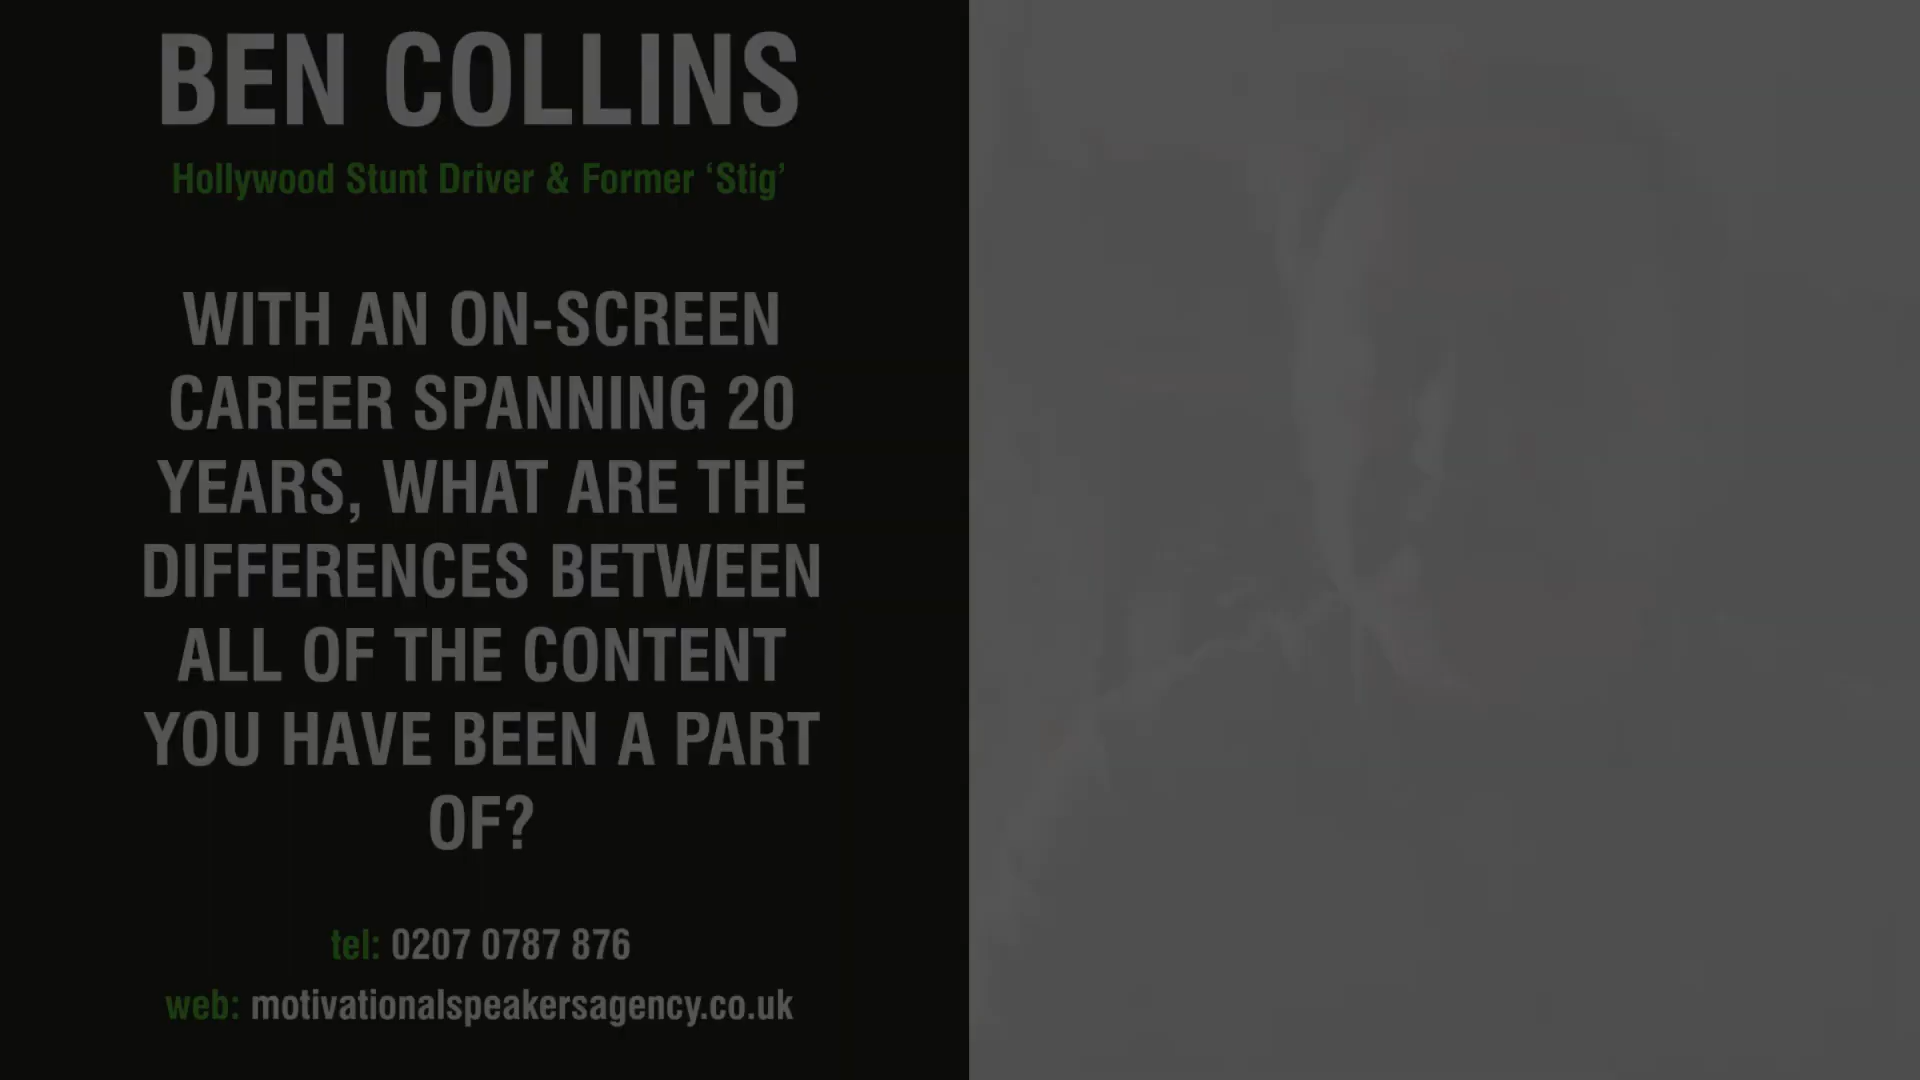 BEN COLLINS
Hollywood Stunt Driver & Former ‘Stig’
WITH AN ON-SCREEN
CAREER SPANNING 20
YEARS, WHAT ARE THE
DIFFERENCES BETWEEN
ALL OF THE CONTENT
YOU HAVE BEEN A PART
OF?
tel: 0207 0787 876
web: motivationalspeakersagency.co.uk